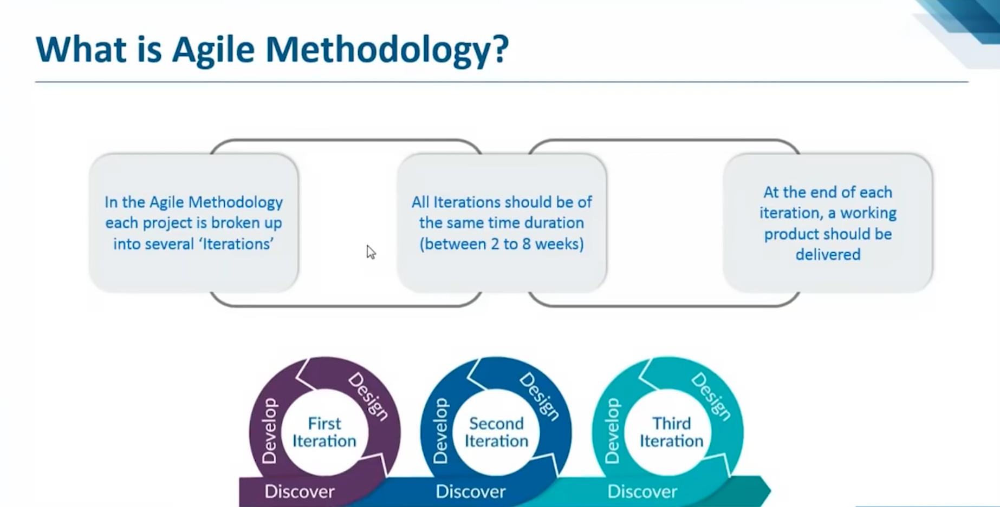 What is Agile Methodology?
In the Agile Methodology
each project is broken up
into several ‘Iterations’
All Iterations should be of
the same time duration
(between 2 to 8 weeks)
At the end of each
iteration, a working
product should be
delivered
Develop
Design
First
Iteration
Discover
Develop
Design
Second
Iteration
Discover
Develop
Design
Third
Iteration
Discover